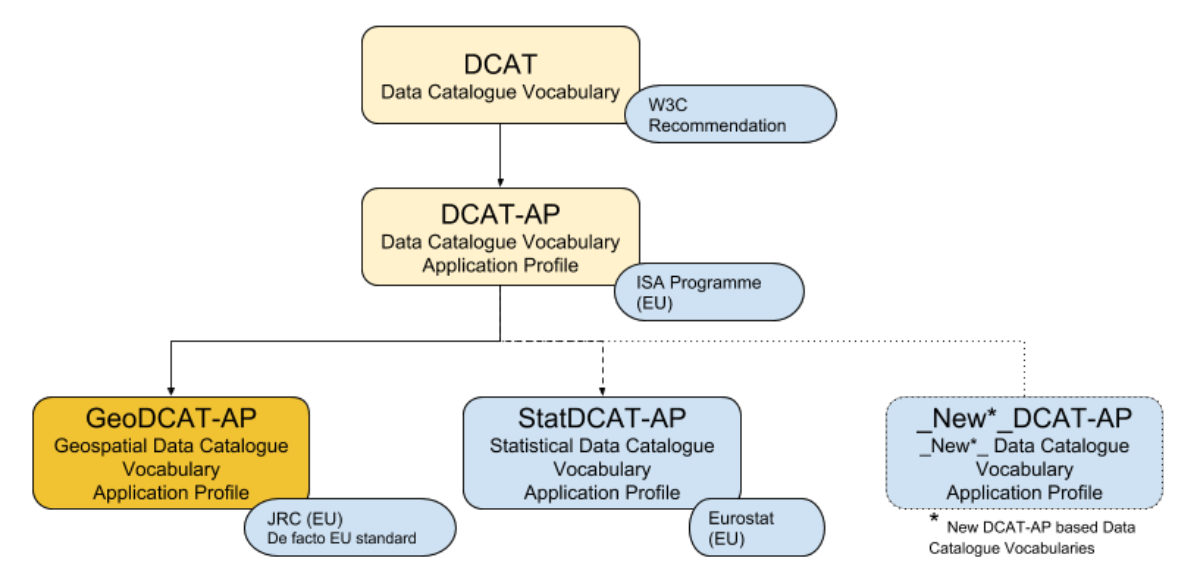 DCAT
Data Catalogue Vocabulary
W3C
Recommendation
DCAT-AP
Data Catalogue Vocabulary
Application Profile
ISA Programme
(EU)
GeoDCAT-AP
Geospatial Data Catalogue
Vocabulary
Application Profile
JRC (EU)
De facto EU standard
StatDCAT-AP
Statistical Data Catalogue
Vocabulary
Application Profile
Eurostat
(EU)
_New*_DCAT-AP
_New*_ Data Catalogue
Vocabulary
Application Profile
* New DCAT-AP based Data
Catalogue Vocabularies